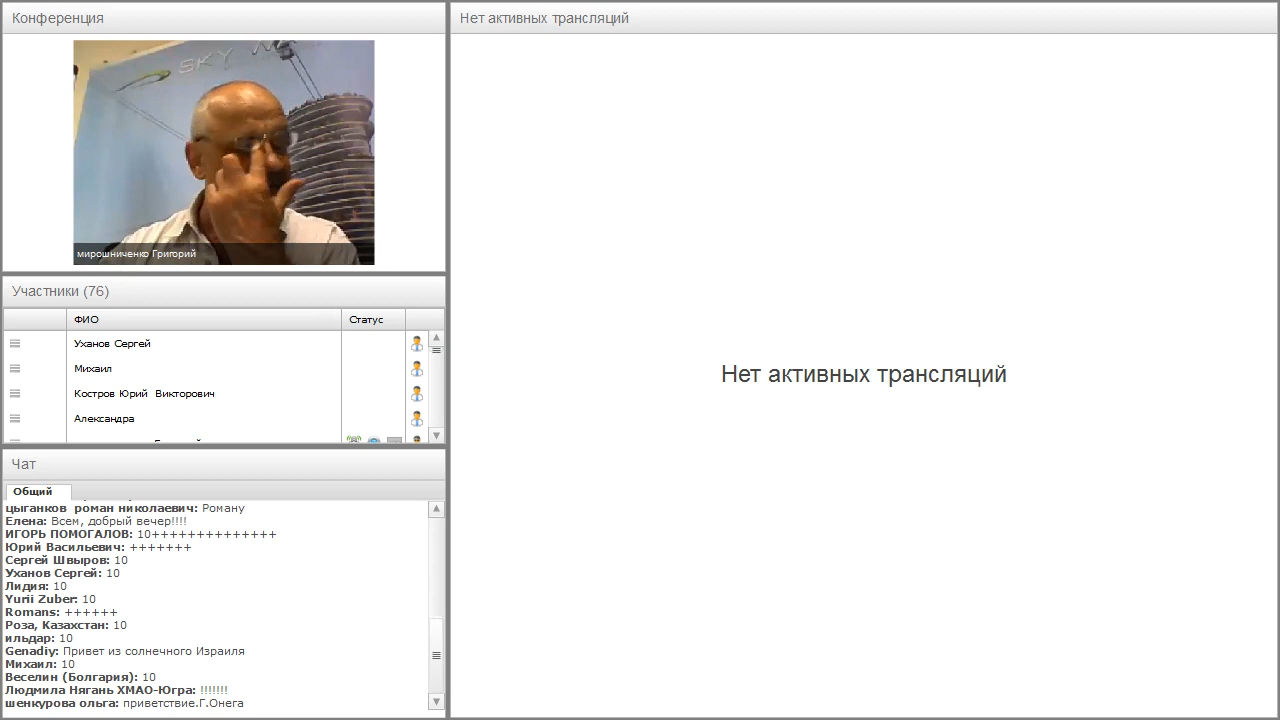 Конференция
SKY
мирошниченко Григорий
Участники (76)
ФИО
Статус
Уханов Сергей
Михаил
Костров Юрий Викторович
Александра
Чат
Общий
цыганков роман николаевич: Роману
Елена: Всем, добрый вечер!!!!
ИГОРЬ ПОМОГАЛОВ: 10++++++++++++++
Юрий Васильевич: +++++++
Сергей Швыров: 10
Уханов Сергей: 10
Лидия: 10
Yurii Zuber: 10
Romans: ++++++
Роза, Казахстан: 10
ильдар: 10
Genadiy: Привет из солнечного Израиля
Михаил: 10
Веселин (Болгария): 10
Людмила Нягань ХМАО-Югра: !!!!!!!
шенкурова ольга: приветствие.Г.Онега
Нет активных трансляций
Нет активных трансляций